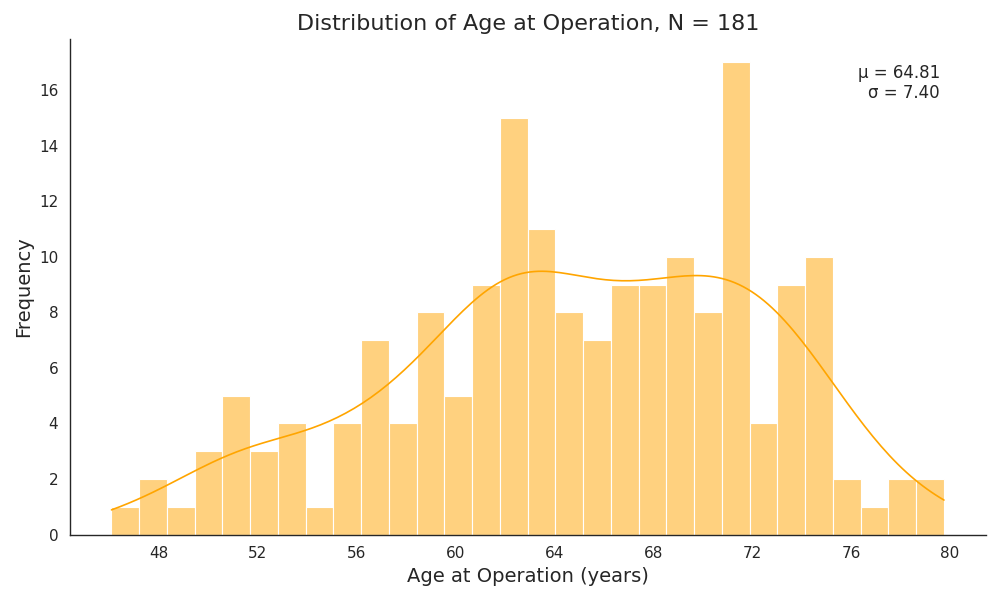 Distribution of Age at Operation, N = 181
μ = 64.81
σ = 7.40
Frequency
16
14
12
10
8
6
4
2
0
48 52 56 60 64 68 72 76 80
Age at Operation (years)